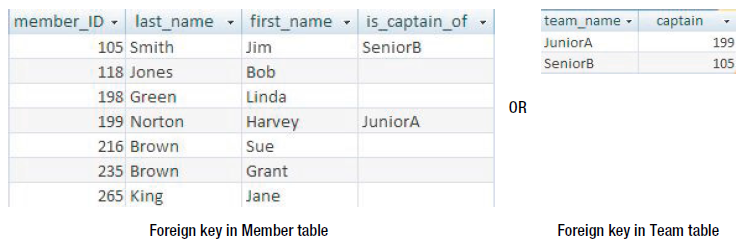 member_ID last_name first_name is_captain_of
105 Smith Jim SeniorB
118 Jones Bob
198 Green Linda
199 Norton Harvey JuniorA
216 Brown Sue
235 Brown Grant
265 King Jane
Foreign key in Member table
OR
team_name captain
JuniorA 199
SeniorB 105
Foreign key in Team table